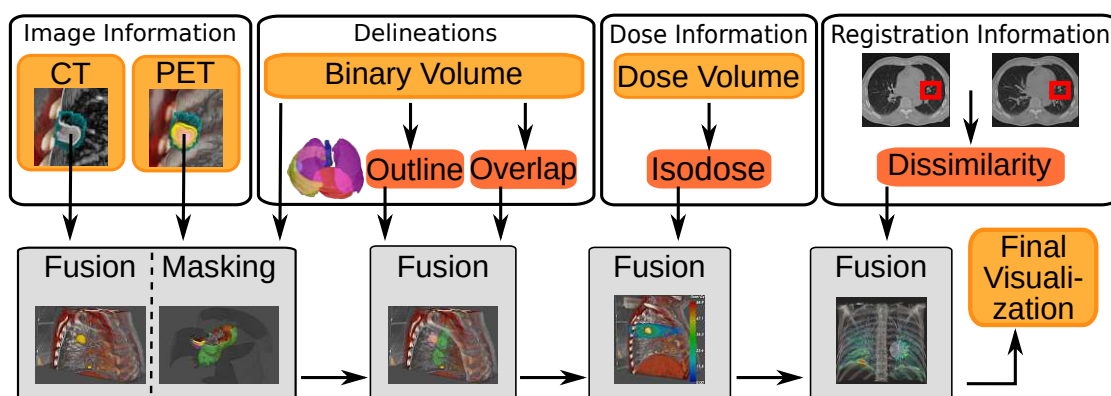 Image Information
Delineations
Dose Information
Registration Information
CT
PET
Binary Volume
Dose Volume
Outline
Overlap
Isodose
Dissimilarity
Fusion
Masking
Fusion
Fusion
Fusion
Final
Visuali-
zation